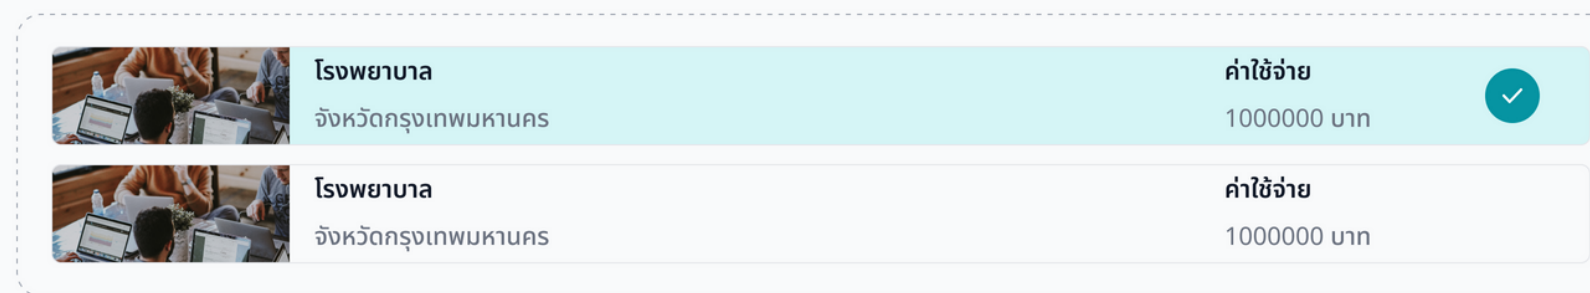 โรงพยาบาล
จังหวัดกรุงเทพมหานคร
ค่าใช้จ่าย
1000000 บาท
โรงพยาบาล
จังหวัดกรุงเทพมหานคร
ค่าใช้จ่าย
1000000 บาท